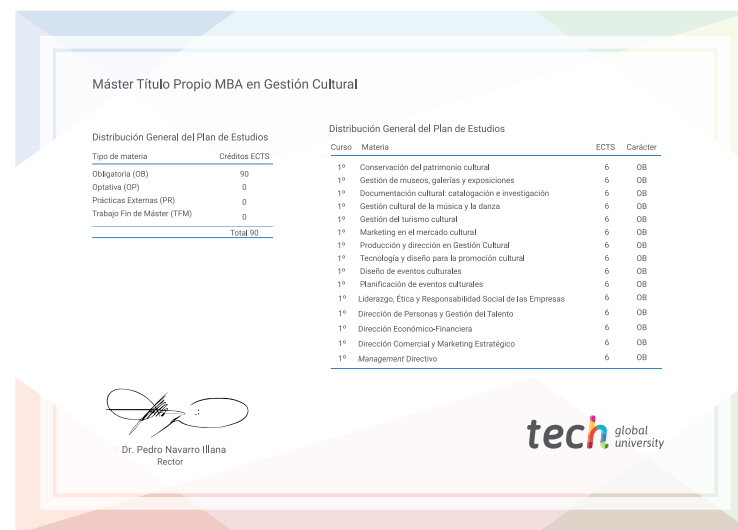 Máster Título Propio MBA en Gestión Cultural
Distribución General del Plan de Estudios
Tipo de materia Créditos ECTS
Obligatoria (OB) 90
Optativa (OP) 0
Prácticas Externas (PR) 0
Trabajo Fin de Máster (TFM) 0
Total 90
Distribución General del Plan de Estudios
Curso Materia ECTS Carácter
1º Conservación del patrimonio cultural 6 OB
1º Gestión de museos, galerías y exposiciones 6 OB
1º Documentación cultural: catalogación e investigación 6 OB
1º Gestión cultural de la música y la danza 6 OB
1º Gestión del turismo cultural 6 OB
1º Marketing en el mercado cultural 6 OB
1º Producción y dirección en Gestión Cultural 6 OB
1º Tecnología y diseño para la promoción cultural 6 OB
1º Diseño de eventos culturales 6 OB
1º Planificación de eventos culturales 6 OB
1º Liderazgo, Ética y Responsabilidad Social de las Empresas 6 OB
1º Dirección de Personas y Gestión del Talento 6 OB
1º Dirección Económico-Financiera 6 OB
1º Dirección Comercial y Marketing Estratégico 6 OB
1º Management Directivo 6 OB
Dr. Pedro Navarro Illana
Rector
tech global university